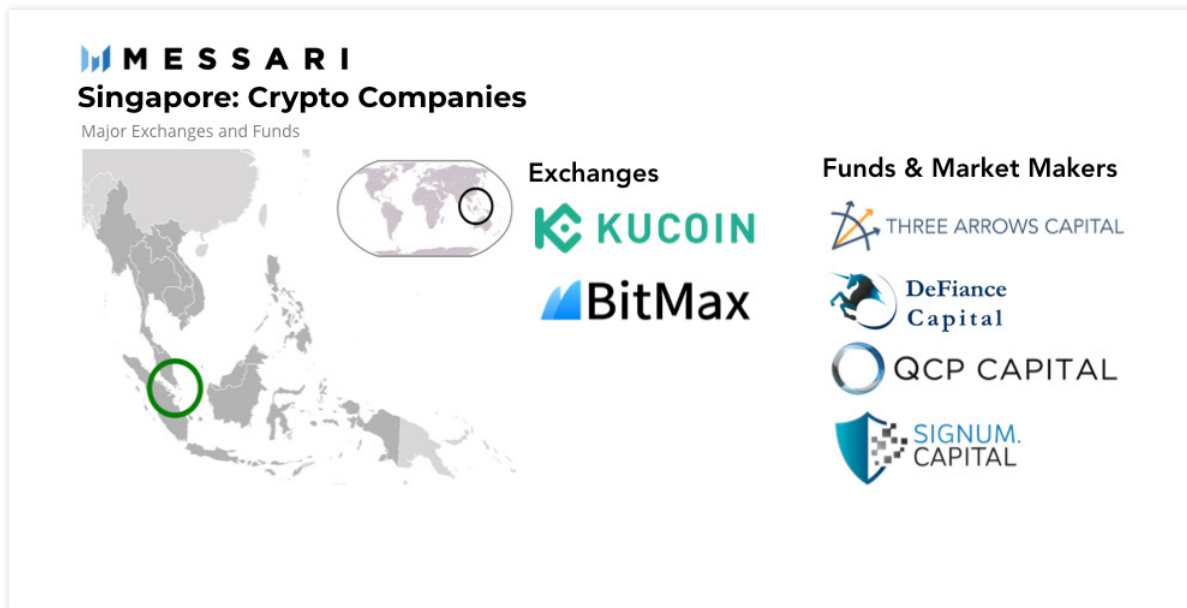 MESSARI
Singapore: Crypto Companies
Major Exchanges and Funds
Exchanges
KUCOIN
BitMax
Funds & Market Makers
THREE ARROWS CAPITAL
DeFiance
Capital
QCP CAPITAL
SIGNUM.
CAPITAL